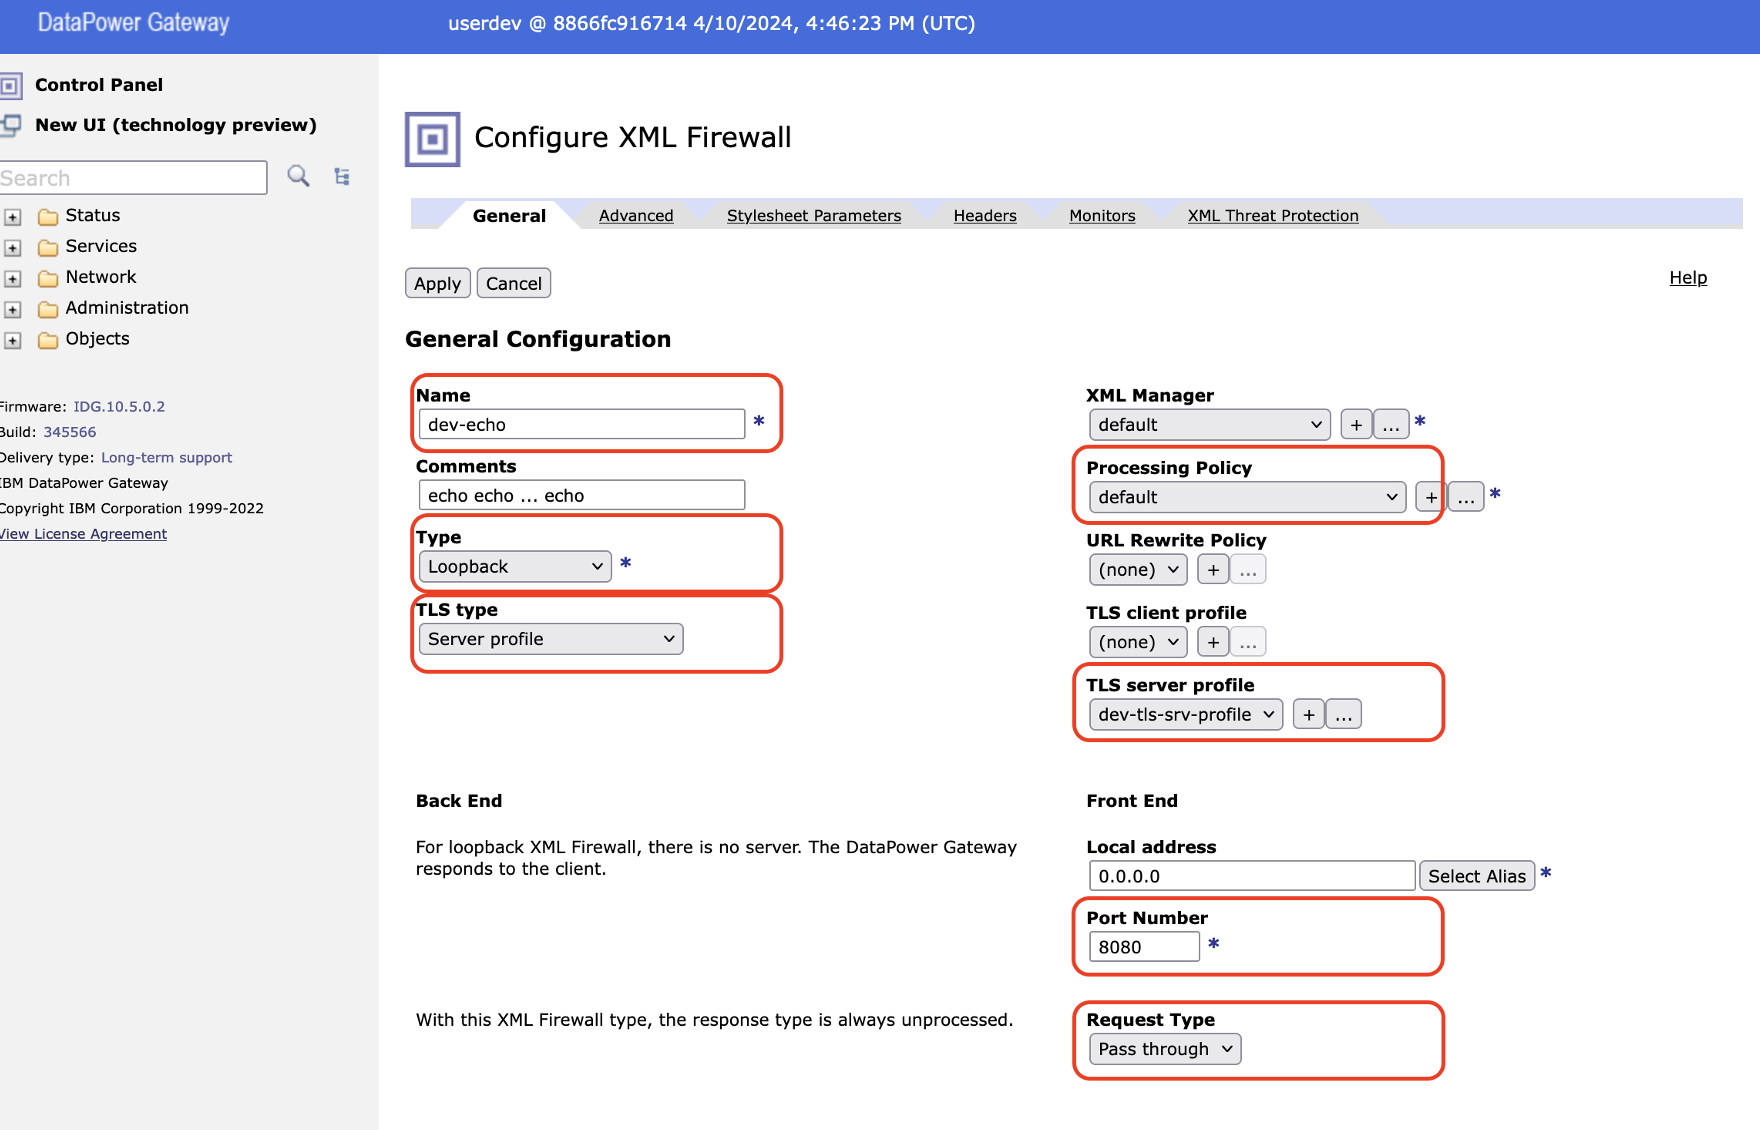 DataPower Gateway
userdev @ 8866fc916714 4/10/2024, 4:46:23 PM (UTC)
Control Panel
New UI (technology preview)
Search
Status
Services
Network
Administration
Objects
Firmware: IDG.10.5.0.2
Build: 345566
Delivery type: Long-term support
IBM DataPower Gateway
Copyright IBM Corporation 1999-2022
View License Agreement
Configure XML Firewall
General
Advanced
Stylesheet Parameters
Headers
Monitors
XML Threat Protection
Apply
Cancel
Help
General Configuration
Name
dev-echo *
Comments
echo echo ... echo
Type
Loopback *
TLS type
Server profile
XML Manager
default + ... *
Processing Policy
default + ... *
URL Rewrite Policy
(none) + ...
TLS client profile
(none) + ...
TLS server profile
dev-tls-srv-profile + ...
Back End
For loopback XML Firewall, there is no server. The DataPower Gateway
responds to the client.
With this XML Firewall type, the response type is always unprocessed.
Front End
Local address
0.0.0.0 Select Alias *
Port Number
8080 *
Request Type
Pass through